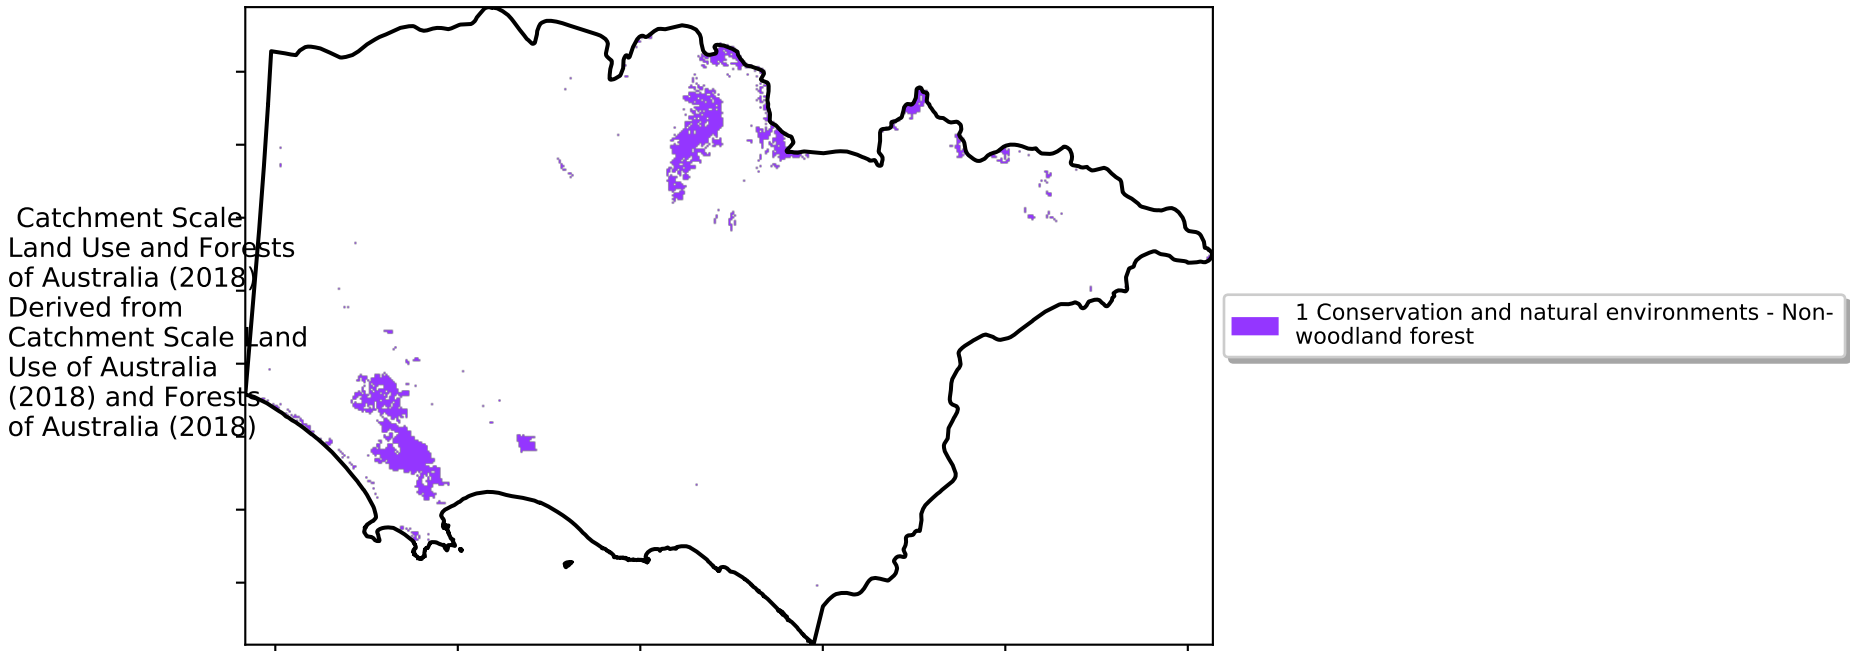 Catchment Scale
Land Use and Forests
of Australia (2018)
Derived from
Catchment Scale Land
Use of Australia
(2018) and Forests
of Australia (2018)
1 Conservation and natural environments - Non-
woodland forest